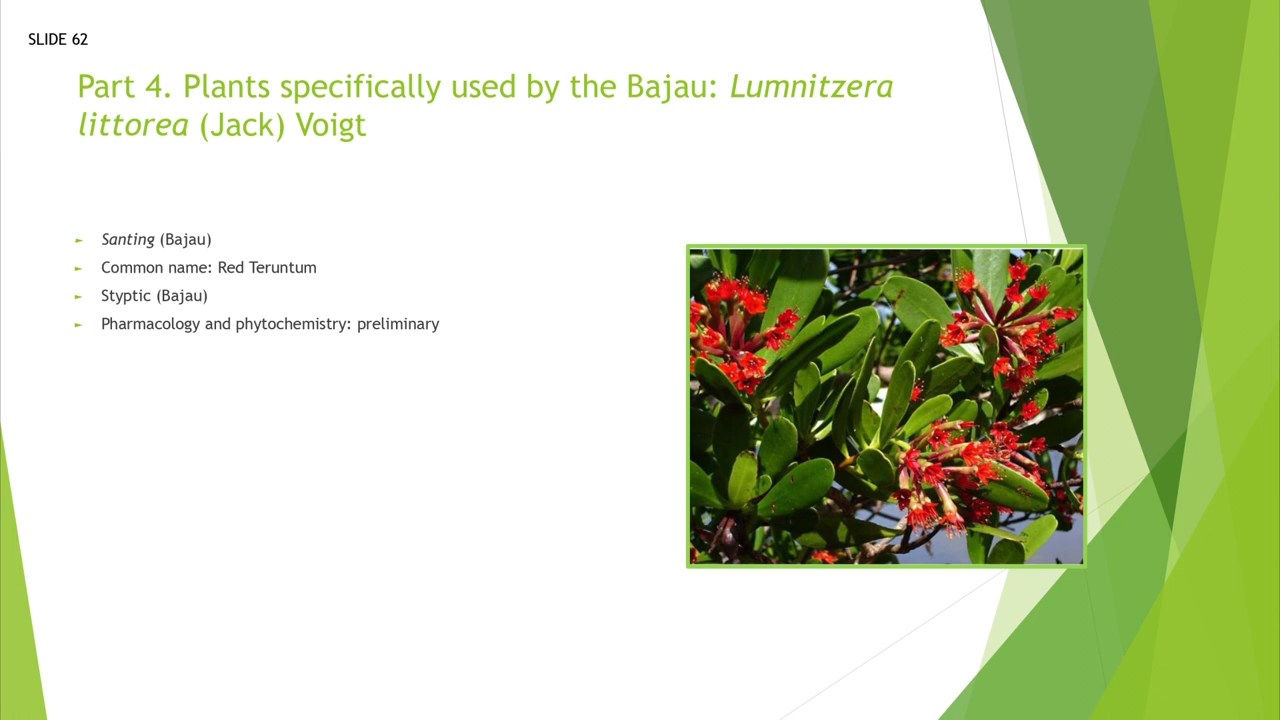 SLIDE 62
Part 4. Plants specifically used by the Bajau: Lumnitzera
littorea (Jack) Voigt
► Santing (Bajau)
► Common name: Red Teruntum
► Styptic (Bajau)
► Pharmacology and phytochemistry: preliminary